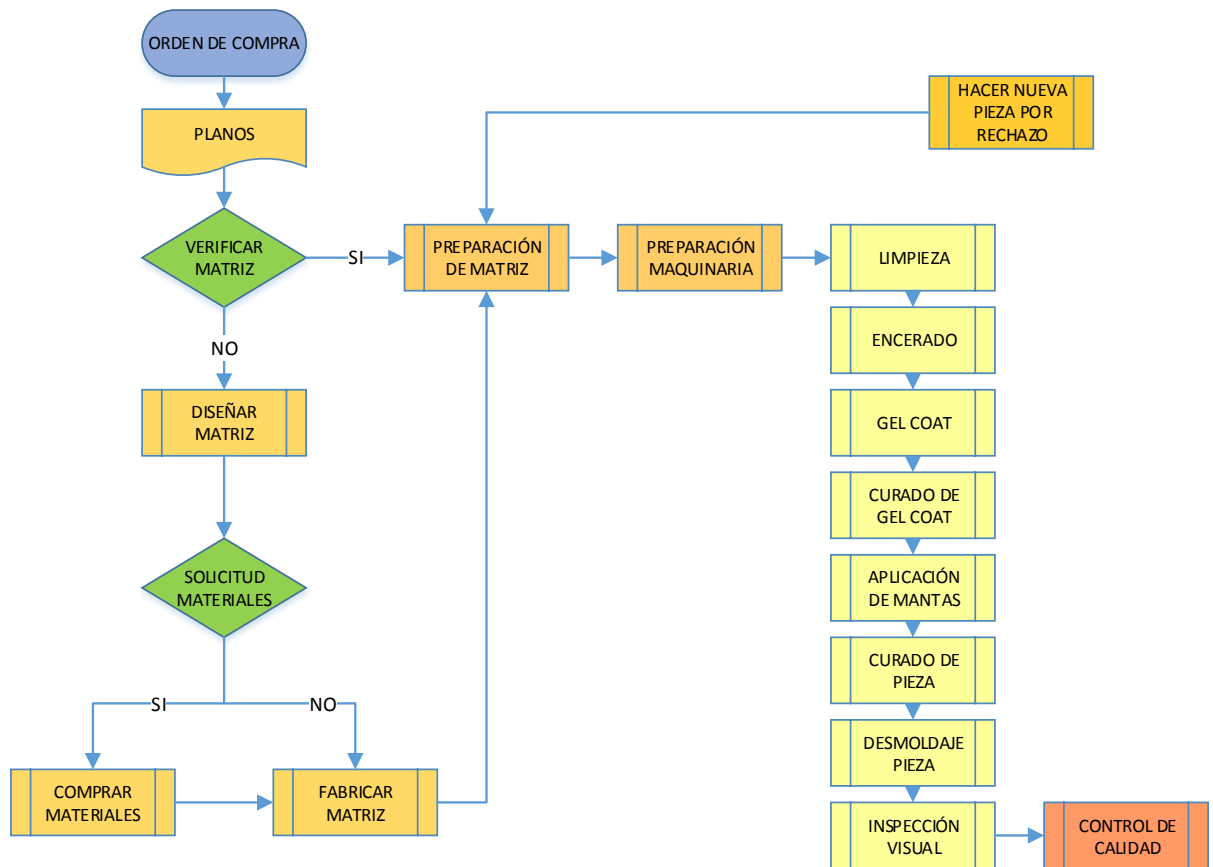 ORDEN DE COMPRA
PLANOS
VERIFICAR
MATRIZ
SI
NO
DISEÑAR
MATRIZ
SOLICITUD
MATERIALES
SI
NO
COMPRAR
MATERIALES
FABRICAR
MATRIZ
HACER NUEVA
PIEZA POR
RECHAZO
PREPARACIÓN
DE MATRIZ
PREPARACIÓN
MAQUINARIA
LIMPIEZA
ENCERADO
GEL COAT
CURADO DE
GEL COAT
APLICACIÓN
DE MANTAS
CURADO DE
PIEZA
DESMOLDAJE
PIEZA
INSPECCIÓN
VISUAL
CONTROL DE
CALIDAD